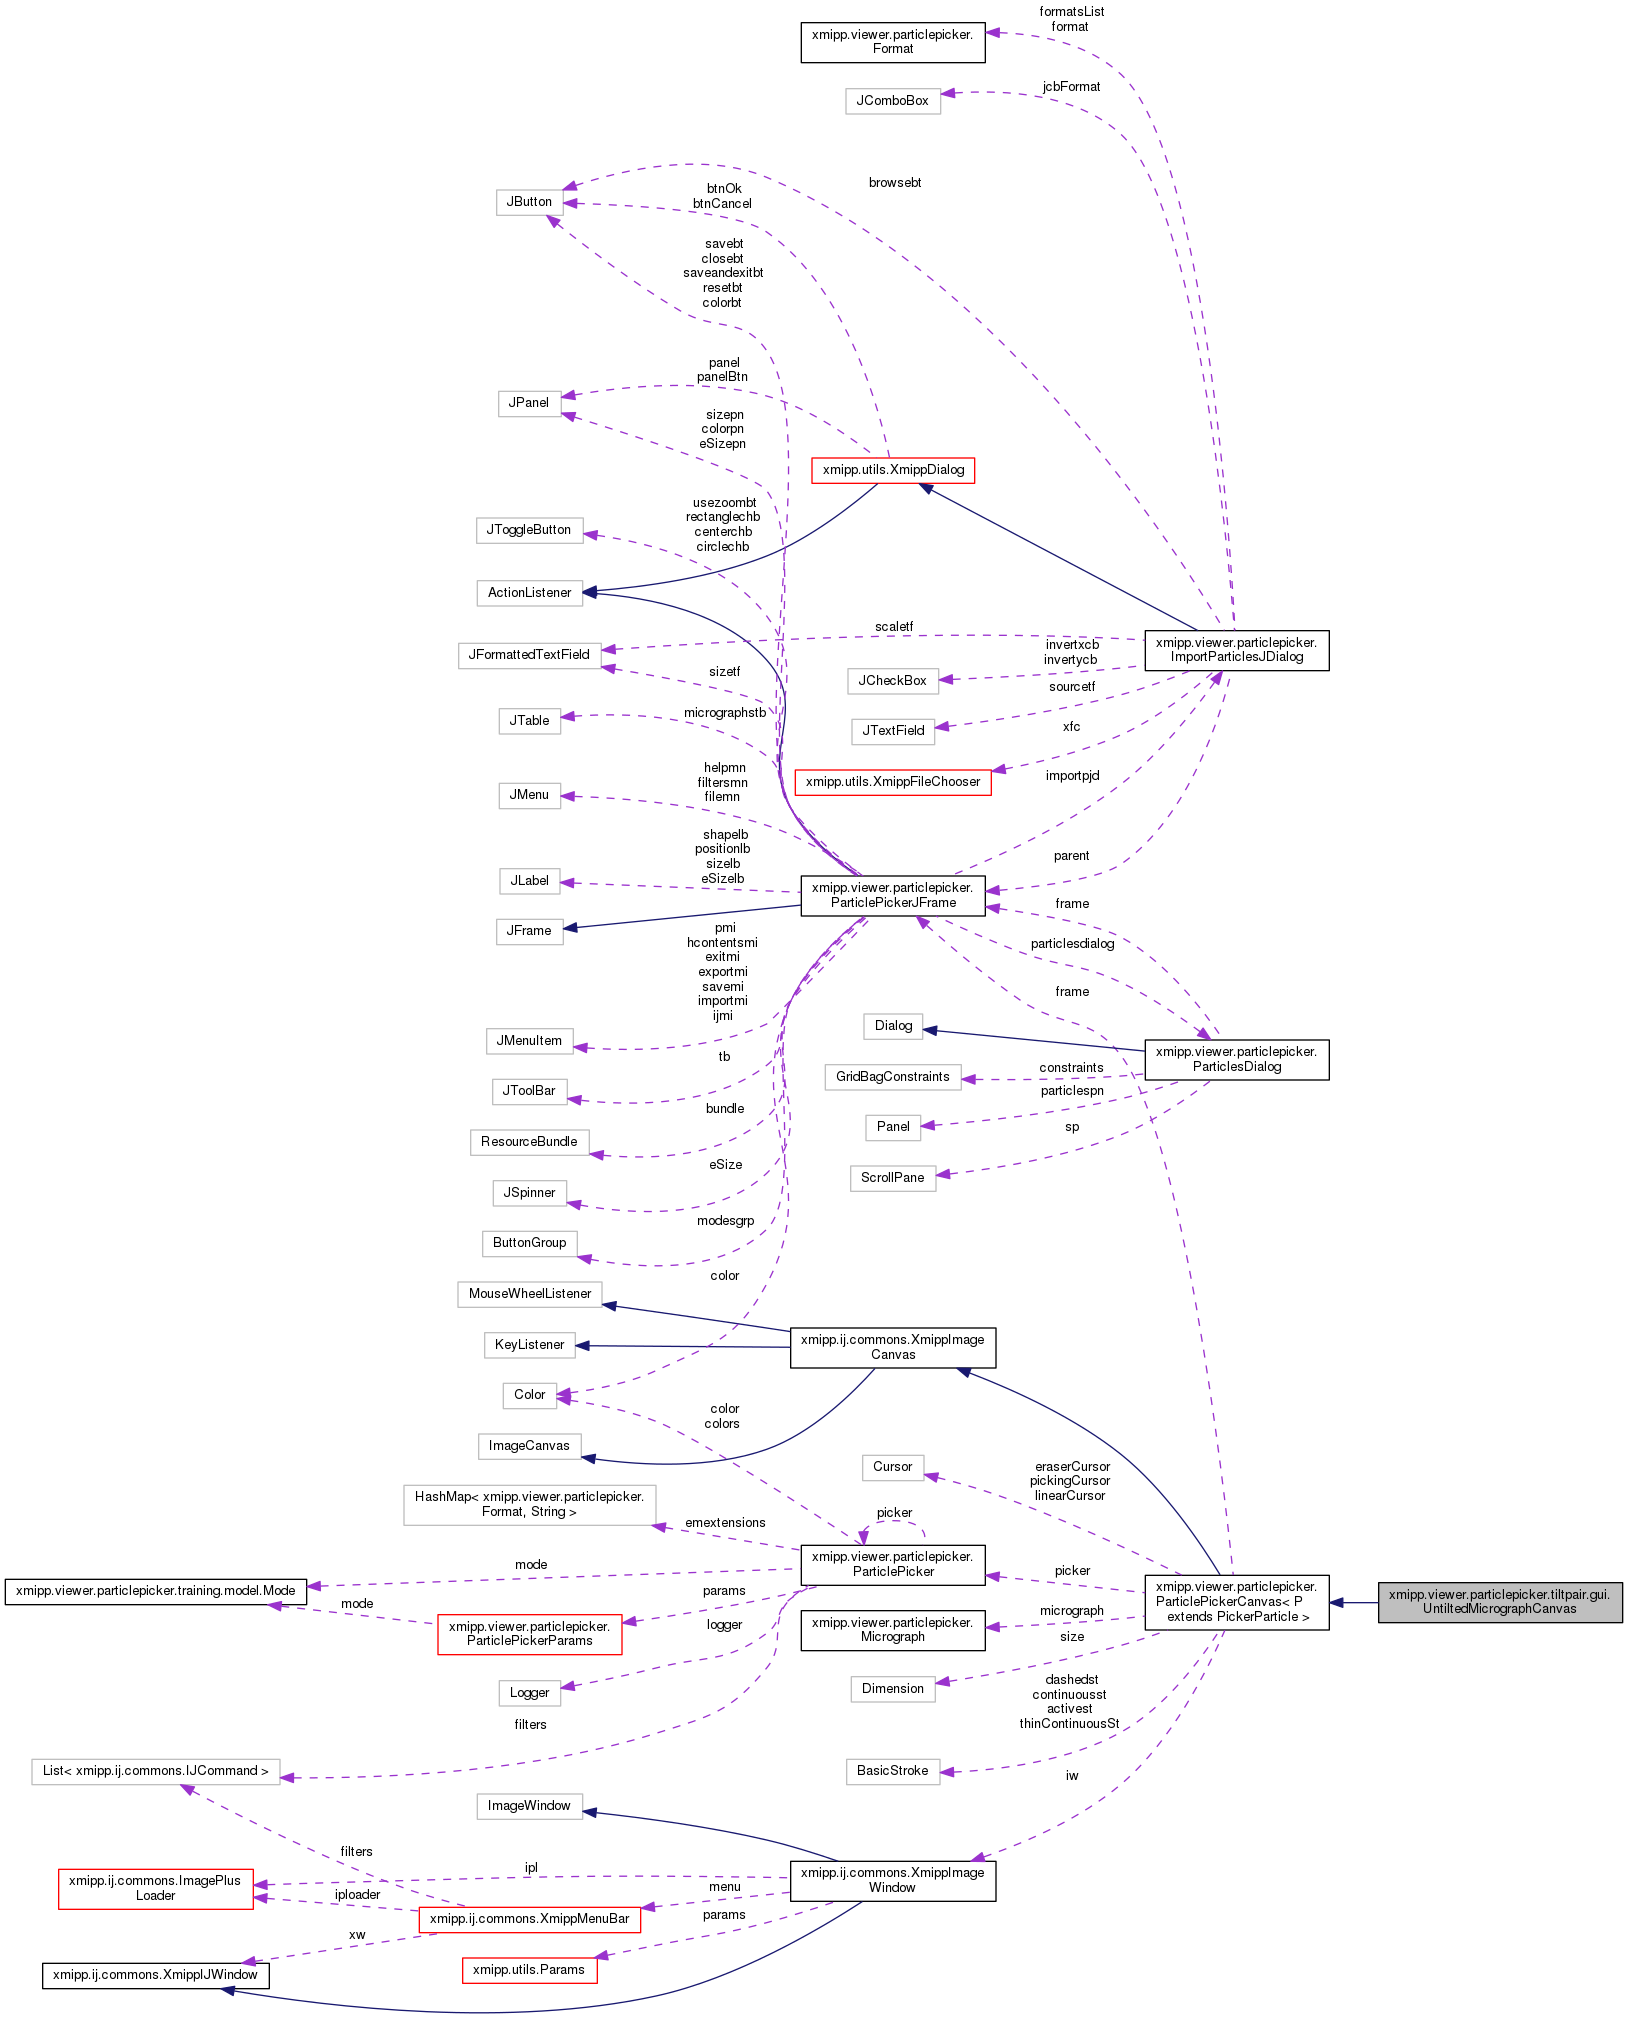 formatsList
format
xmipp.viewer.particlepicker.
Format
jcbFormat
JComboBox
browsebt
JButton
btnOk
btnCancel
savebt
closebt
saveandexitbt
resetbt
colorbt
panel
panelBtn
JPanel
sizepn
colorpn
eSizepn
xmipp.utils.XmippDialog
usezoombt
rectanglechb
centerchb
circlechb
JToggleButton
ActionListener
scaletf
JFormattedTextField
xmipp.viewer.particlepicker.
ImportParticlesJDialog
invertxcb
invertycb
JCheckBox
sizetf
sourcetf
micrographstb
JTable
JTextField
xfc
xmipp.utils.XmippFileChooser
importpjd
helpmn
filtersmn
filemn
JMenu
shapelb
positionlb
sizelb
eSizelb
JLabel
parent
xmipp.viewer.particlepicker.
ParticlePickerJFrame
frame
JFrame
pmi
hcontentsmi
exitmi
exportmi
savemi
importmi
ijmi
particlesdialog
frame
Dialog
JMenuItem
xmipp.viewer.particlepicker.
ParticlesDialog
tb
JToolBar
constraints
GridBagConstraints
particlespn
bundle
Panel
ResourceBundle
sp
eSize
ScrollPane
JSpinner
modesgrp
ButtonGroup
color
MouseWheelListener
xmipp.ij.commons.XmippImage
Canvas
KeyListener
Color
color
colors
ImageCanvas
Cursor
eraserCursor
pickingCursor
linearCursor
HashMap< xmipp.viewer.particlepicker.
Format, String >
emextensions
picker
xmipp.viewer.particlepicker.
ParticlePicker
mode
picker
xmipp.viewer.particlepicker.training.model.Mode
params
mode
xmipp.viewer.particlepicker.
ParticlePickerCanvas< P
extends PickerParticle >
xmipp.viewer.particlepicker.tiltpair.gui.
UntiltedMicrographCanvas
micrograph
xmipp.viewer.particlepicker.
ParticlePickerParams
xmipp.viewer.particlepicker.
Micrograph
logger
size
Logger
Dimension
dashedst
continuousst
activest
thinContinuousSt
filters
List< xmipp.ij.commons.IJCommand >
BasicStroke
iw
ImageWindow
filters
ipl
xmipp.ij.commons.ImagePlus
Loader
xmipp.ij.commons.XmippImage
Window
iploader
menu
xmipp.ij.commons.XmippMenuBar
params
xw
xmipp.utils.Params
xmipp.ij.commons.XmippIJWindow